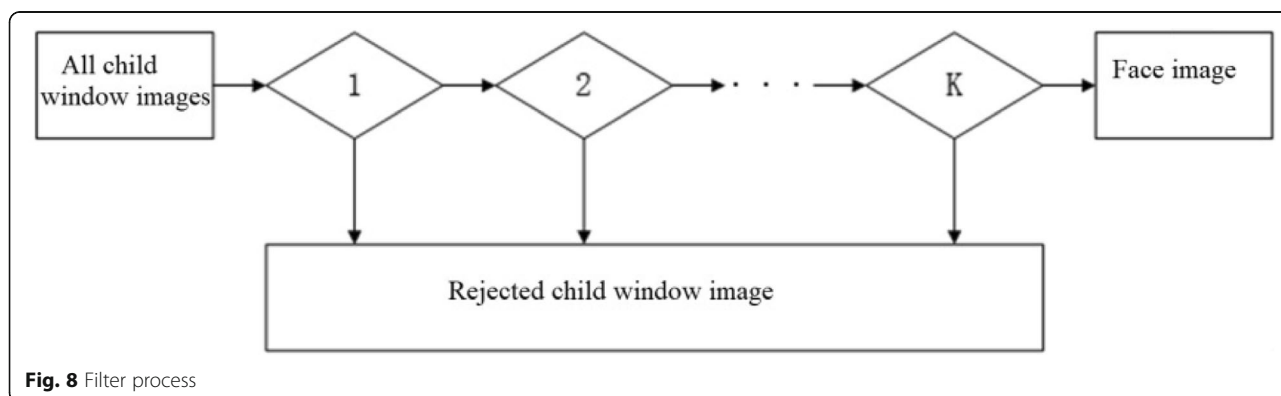 All child
window images
1
2
. . .
K
Face image
Rejected child window image
Fig. 8 Filter process